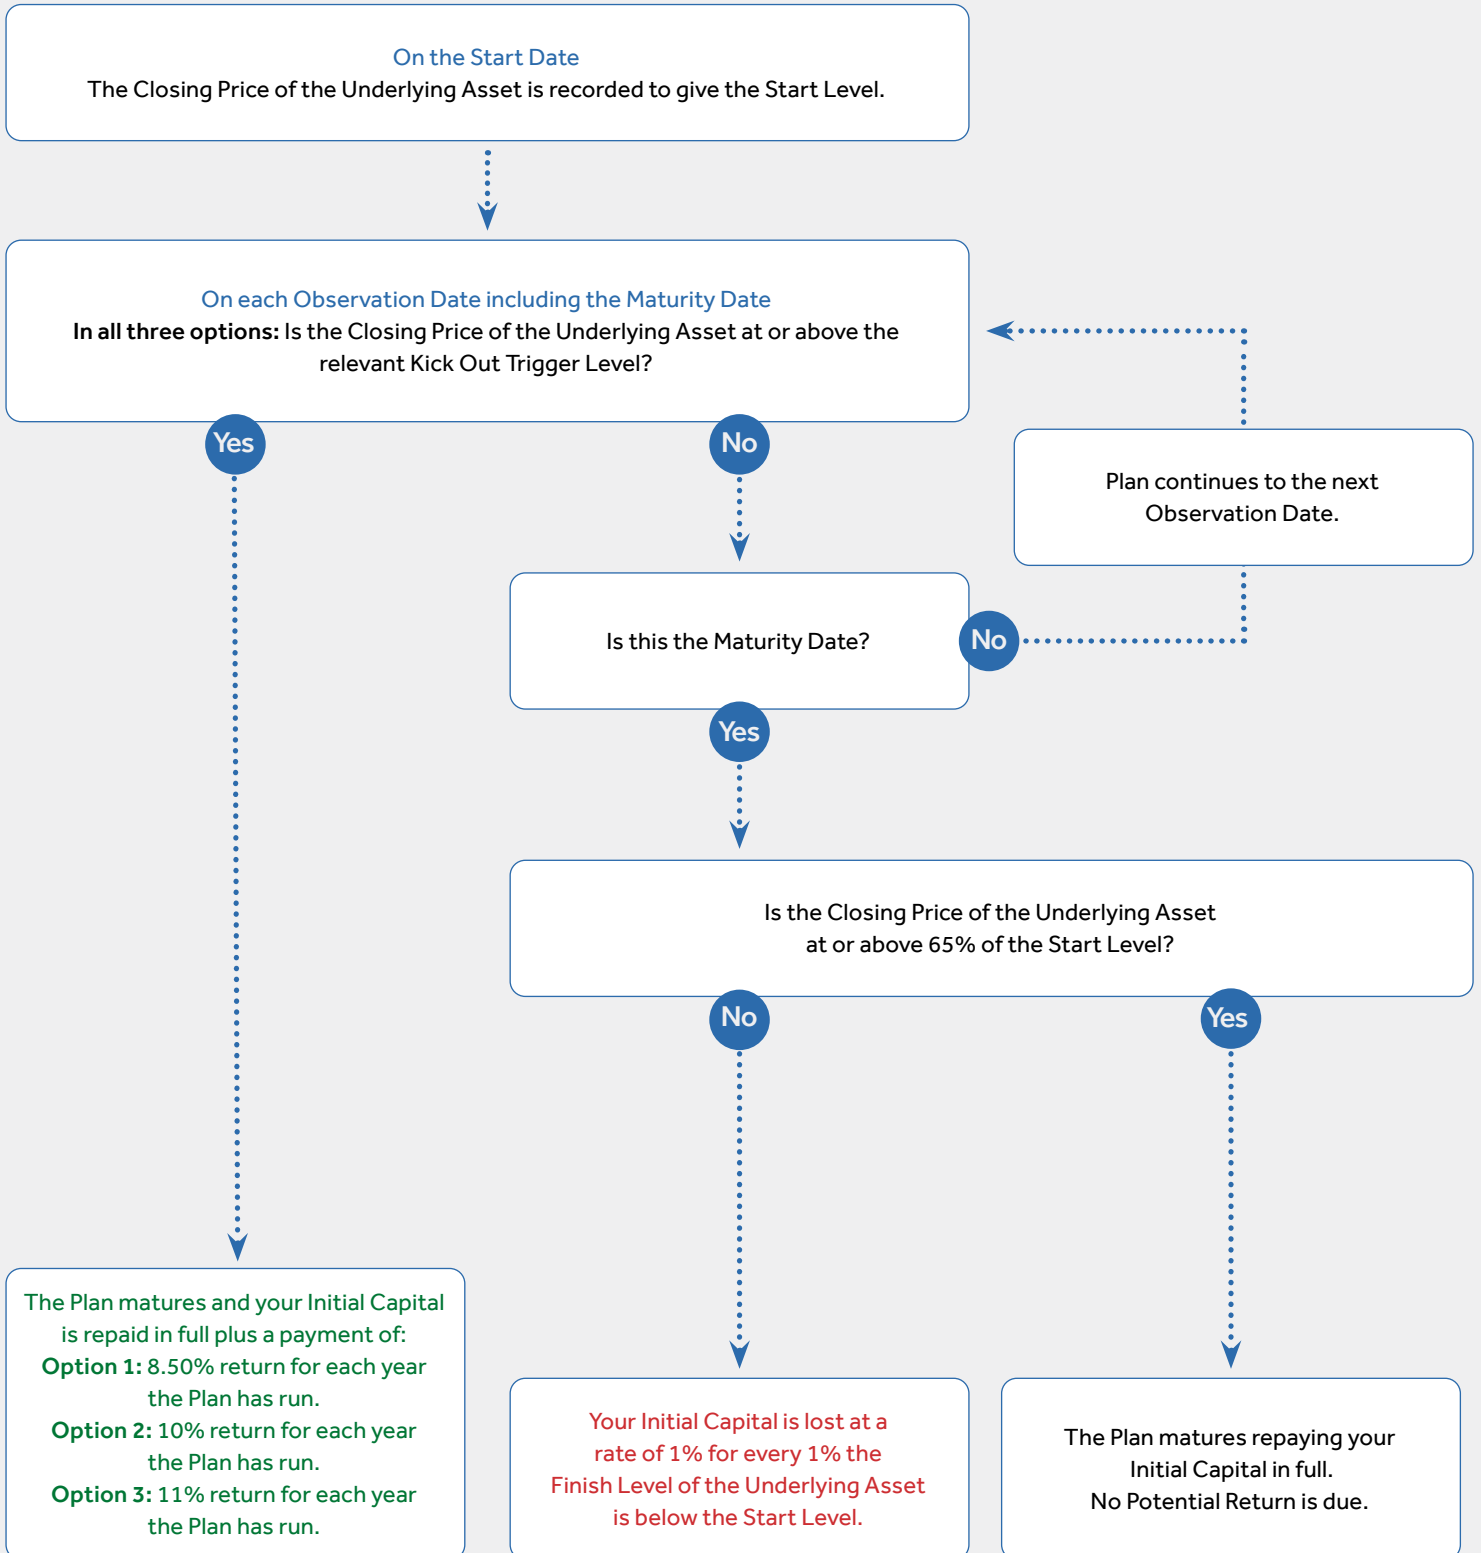 On the Start Date
The Closing Price of the Underlying Asset is recorded to give the Start Level.
On each Observation Date including the Maturity Date
In all three options: Is the Closing Price of the Underlying Asset at or above the
relevant Kick Out Trigger Level?
Yes
No
Plan continues to the next
Observation Date.
Is this the Maturity Date?
No
Yes
Is the Closing Price of the Underlying Asset
at or above 65% of the Start Level?
No
Yes
The Plan matures and your Initial Capital
is repaid in full plus a payment of:
Option 1: 8.50% return for each year
the Plan has run.
Option 2: 10% return for each year
the Plan has run.
Option 3: 11% return for each year
the Plan has run.
Your Initial Capital is lost at a
rate of 1% for every 1% the
Finish Level of the Underlying Asset
is below the Start Level.
The Plan matures repaying your
Initial Capital in full.
No Potential Return is due.